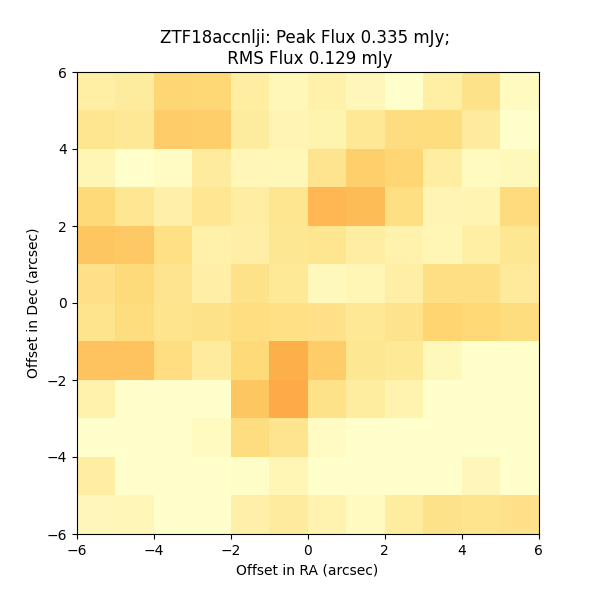 ZTF18accnlji: Peak Flux 0.335 mJy;
RMS Flux 0.129 mJy
6
4
2
0
−2
−4
−6
Offset in Dec (arcsec)
−6 −4 −2 0 2 4 6
Offset in RA (arcsec)